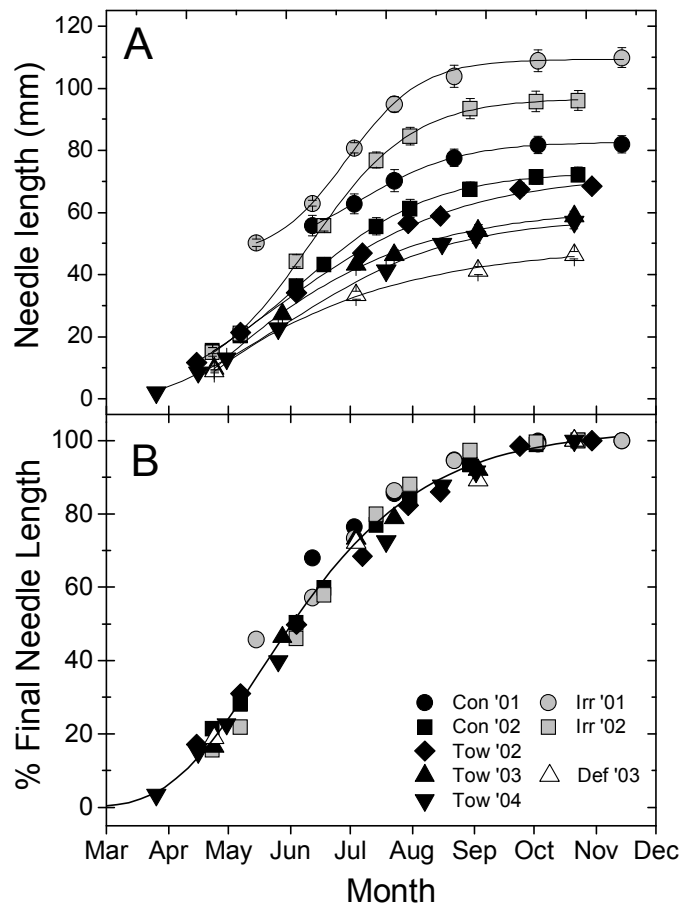 A
Needle length (mm)
120
100
80
60
40
20
0
B
% Final Needle Length
100
80
60
40
20
0
Con '01 Irr '01
Con '02 Irr '02
Tow '02
Tow '03 Def '03
Tow '04
Mar Apr May Jun Jul Aug Sep Oct Nov Dec
Month